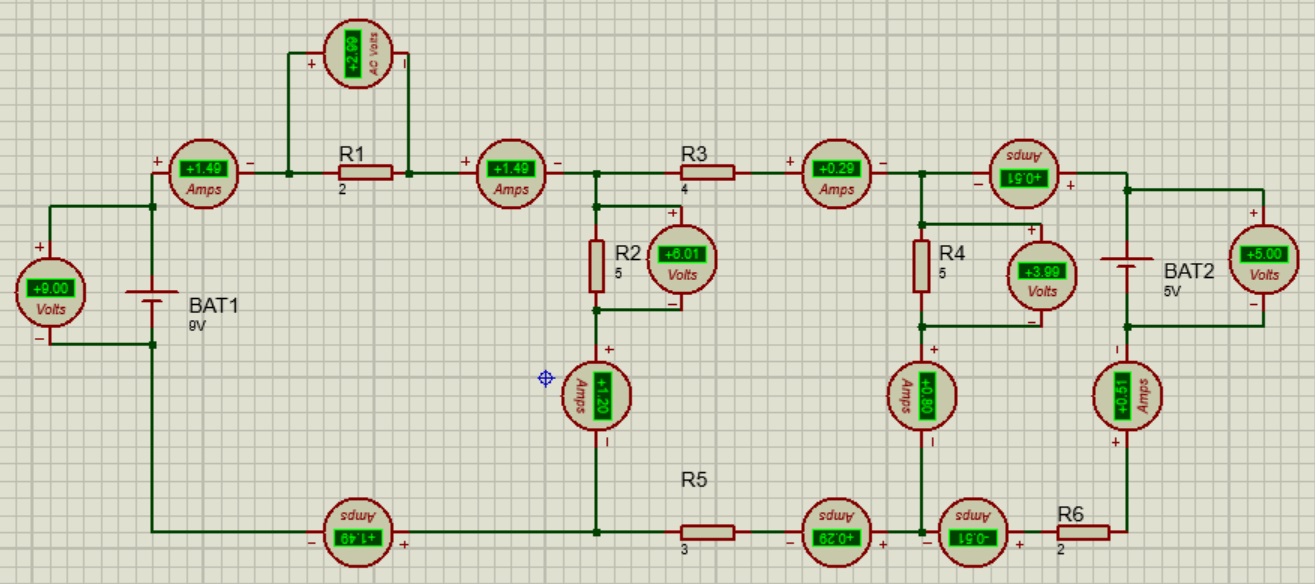 +2.99
AC Volts
+1.49
Amps
R1
2
+1.49
Amps
R3
4
+0.29
Amps
+0.51
Amps
+9.00
Volts
BAT1
9V
R2
5
+6.01
Volts
R4
5
+3.99
Volts
BAT2
5V
+5.00
Volts
+1.20
Amps
+0.80
Amps
+0.51
Amps
R5
3
+1.49
Amps
+0.29
Amps
-0.51
Amps
R6
2